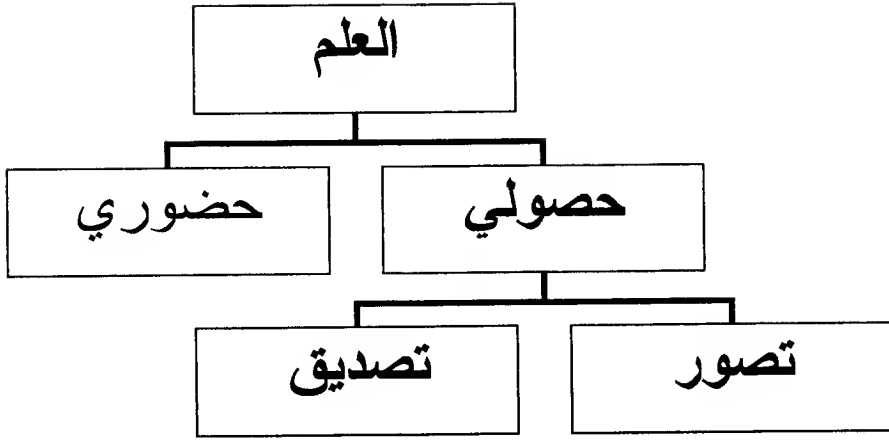 العلم
حصولي
حضوري
تصور
تصديق